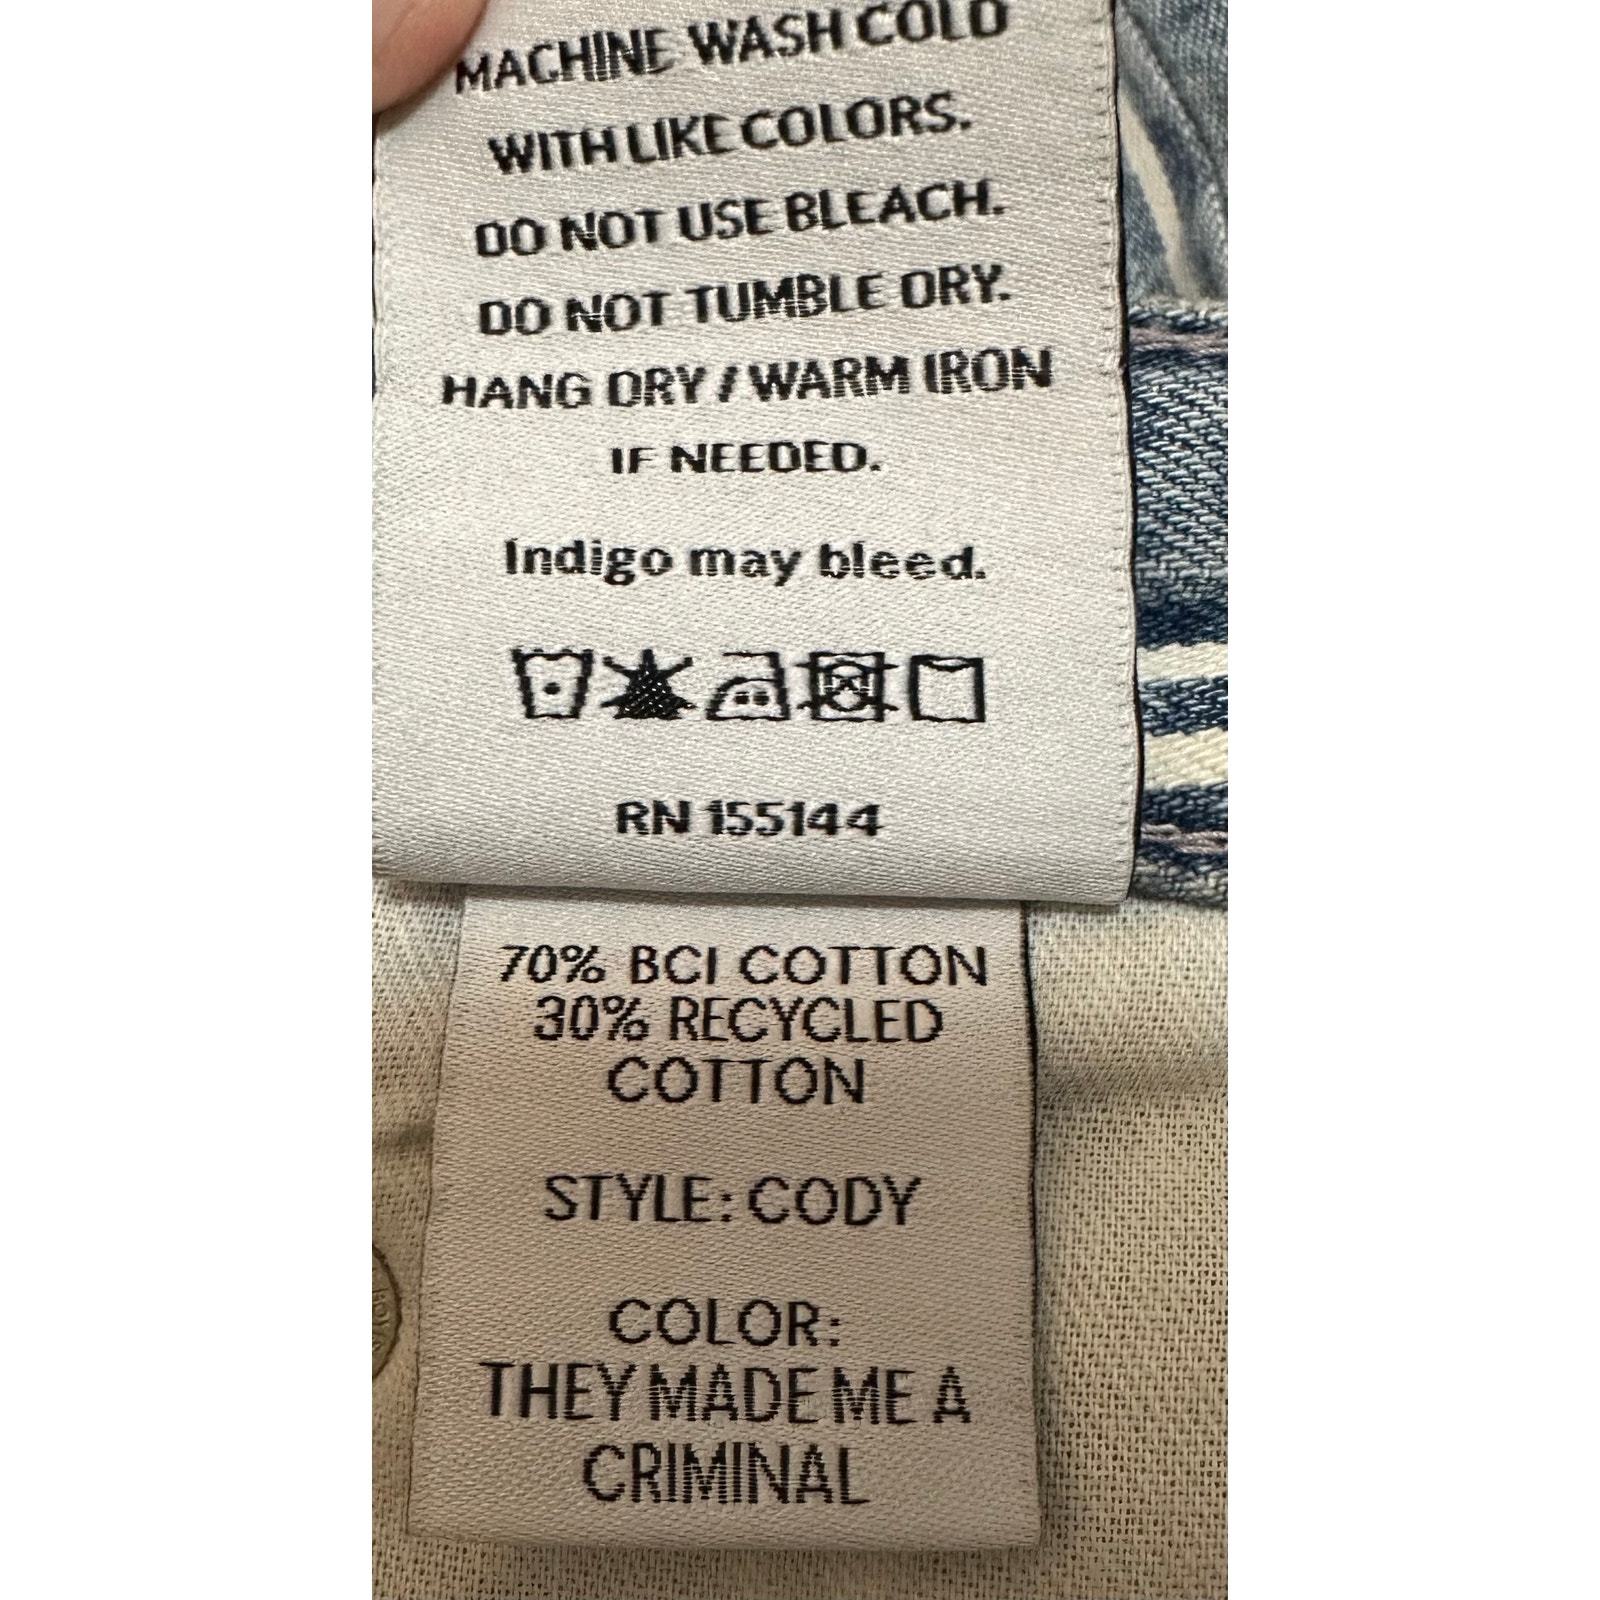 MACHINE WASH COLD
WITH LIKE COLORS.
DO NOT USE BLEACH.
DO NOT TUMBLE DRY.
HANG DRY / WARM IRON
IF NEEDED.
Indigo may bleed.
RN 155144
70% BCI COTTON
30% RECYCLED
COTTON
STYLE: CODY
COLOR:
THEY MADE ME A
CRIMINAL